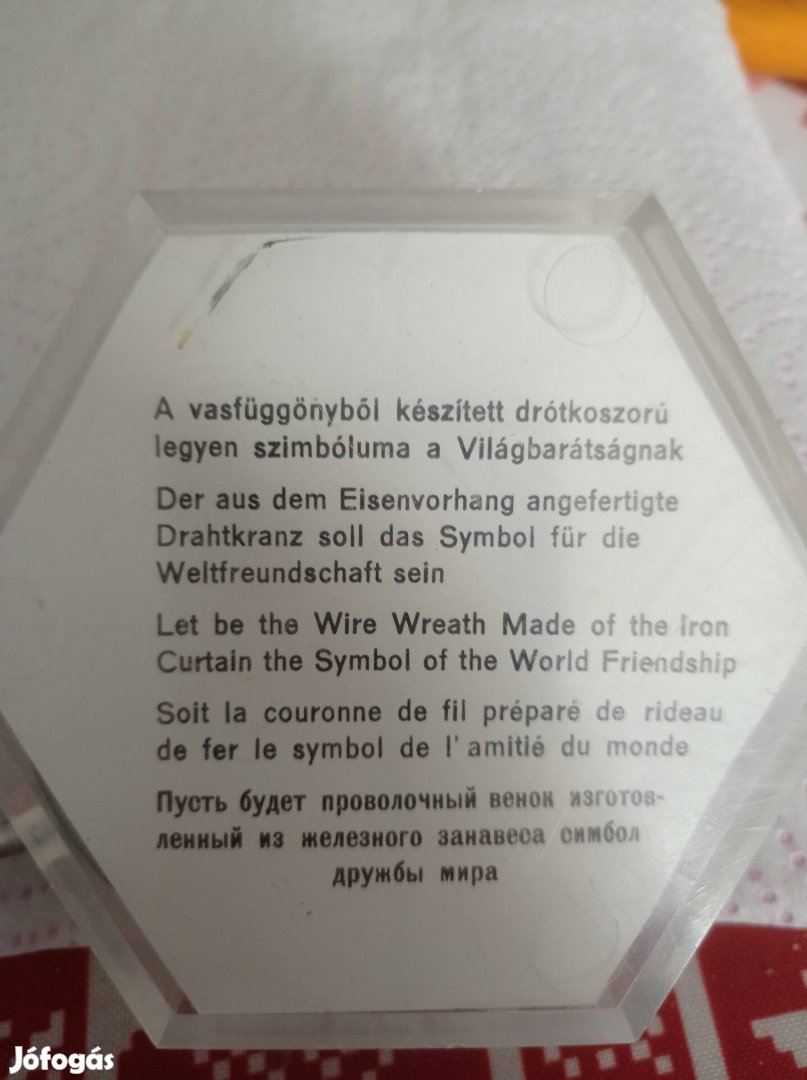 A vasfüggönyből készített drótkoszorú
legyen szimbóluma a Világbarátságnak
Der aus dem Eisenvorhang angefertigte
Drahtkranz soll das Symbol für die
Weltfreundschaft sein
Let be the Wire Wreath Made of the Iron
Curtain the Symbol of the World Friendship
Soit la couronne de fil préparé de rideau
de fer le symbol de l'amitié du monde
Пусть будет проволочный венок изготов-
ленный из железного занавеса символ
дружбы мира
Jófogás